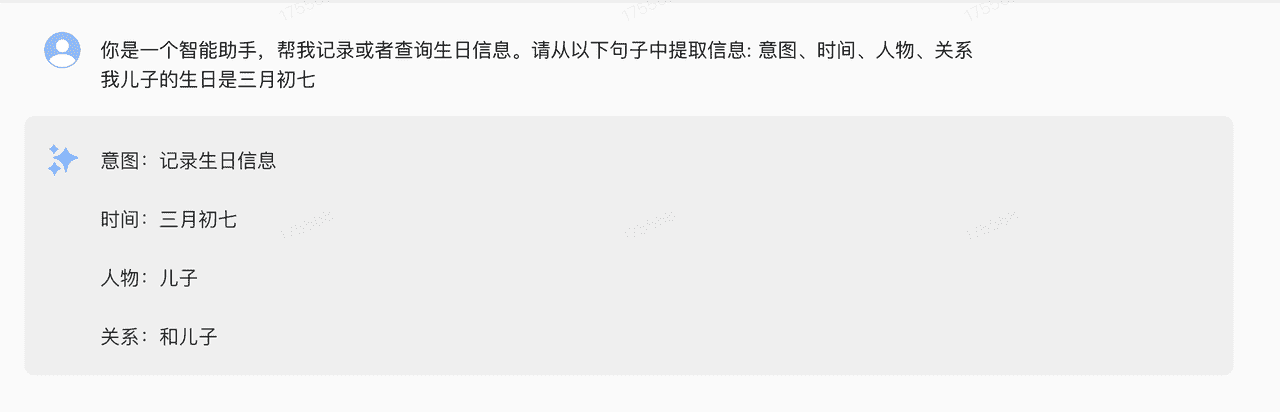 你是一个智能助手，帮我记录或者查询生日信息。请从以下句子中提取信息: 意图、时间、人物、关系
我儿子的生日是三月初七
意图：记录生日信息
时间：三月初七
人物：儿子
关系：和儿子